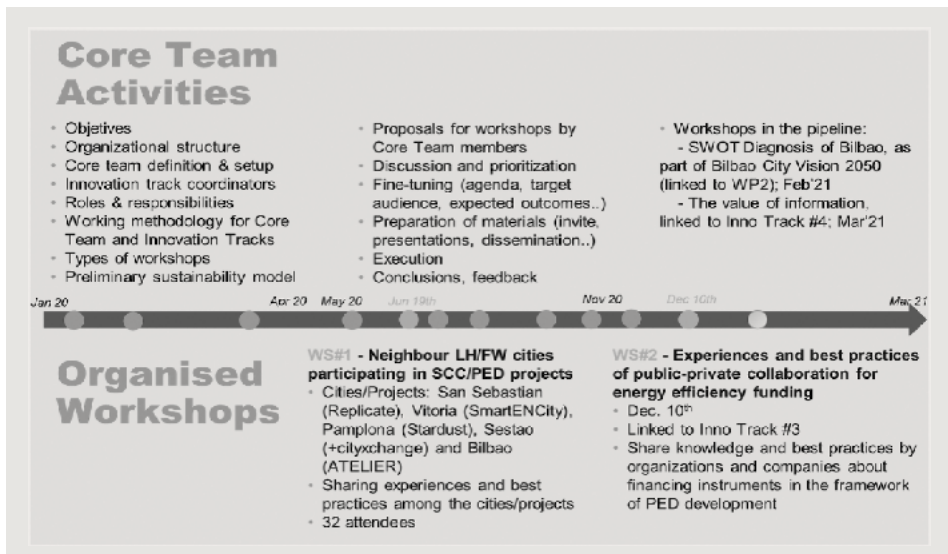 Core Team
Activities
• Objetives
• Organizational structure
• Core team definition & setup
• Innovation track coordinators
• Roles & responsibilities
• Working methodology for Core
Team and Innovation Tracks
• Types of workshops
• Preliminary sustainability model
• Proposals for workshops by
Core Team members
• Discussion and prioritization
• Fine-tuning (agenda, target
audience, expected outcomes..)
• Preparation of materials (invite,
presentations, dissemination..)
• Execution
• Conclusions, feedback
• Workshops in the pipeline:
- SWOT Diagnosis of Bilbao, as
part of Bilbao City Vision 2050
(linked to WP2); Feb'21
- The value of information,
linked to Inno Track #4; Mar'21
Jan 20
Apr 20
May 20
Jun 19th
Nov 20
Dec 10th
Mar 21
Organised
Workshops
WS#1 - Neighbour LH/FW cities
participating in SCC/PED projects
• Cities/Projects: San Sebastian
(Replicate), Vitoria (SmartENCity),
Pamplona (Stardust), Sestao
(+cityxchange) and Bilbao
(ATELIER)
• Sharing experiences and best
practices among the cities/projects
• 32 attendees
WS#2 - Experiences and best practices
of public-private collaboration for
energy efficiency funding
• Dec. 10th
• Linked to Inno Track #3
• Share knowledge and best practices by
organizations and companies about
financing instruments in the framework
of PED development